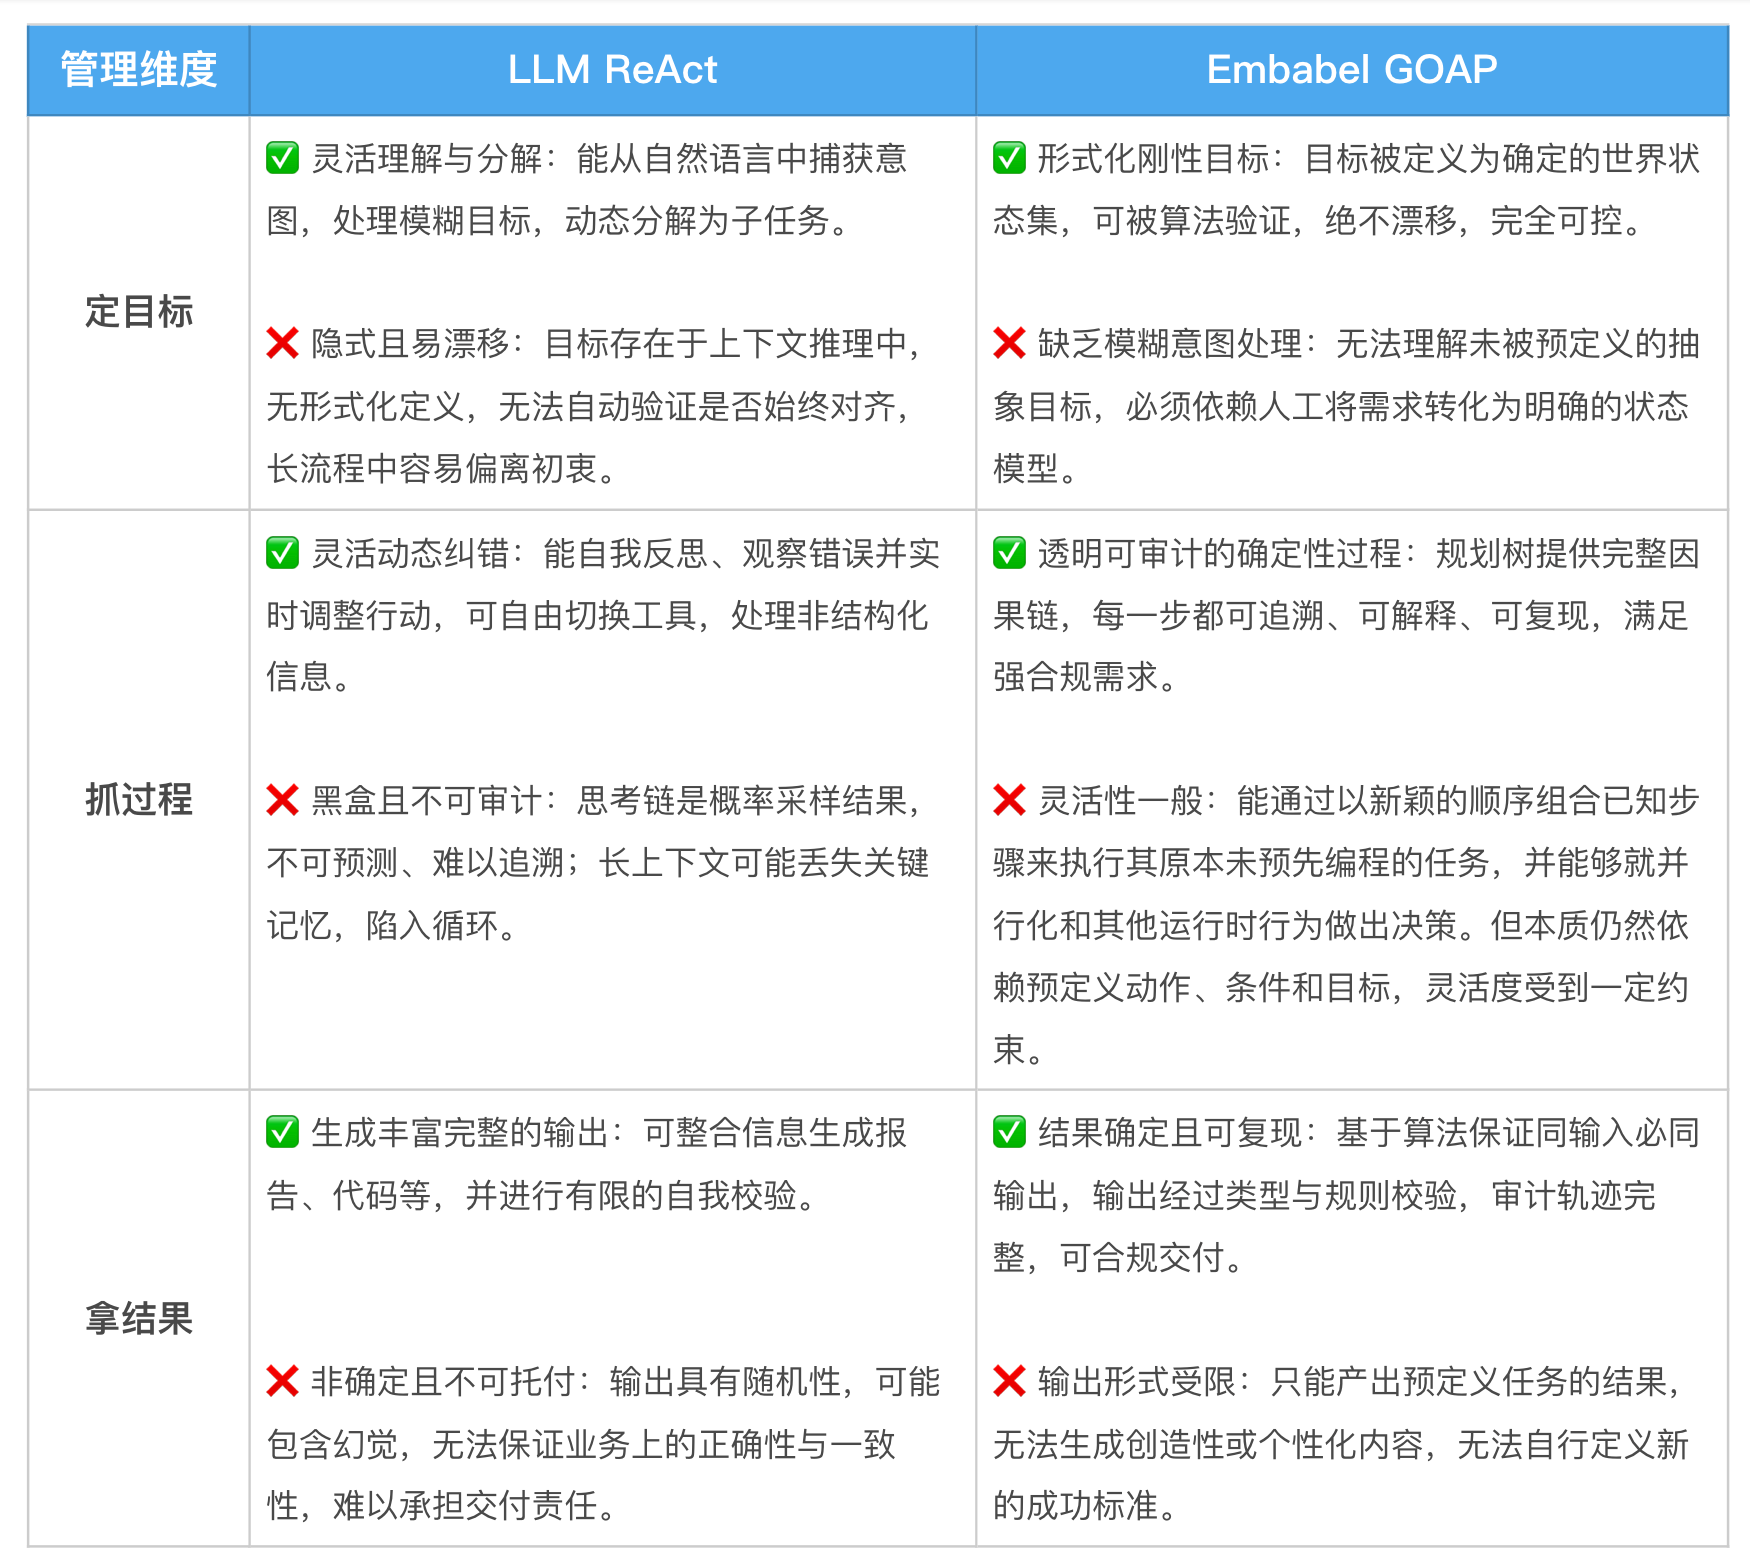 管理维度
LLM ReAct
Embabel GOAP
定目标
✅ 灵活理解与分解：能从自然语言中捕获意
图，处理模糊目标，动态分解为子任务。
❌ 隐式且易漂移：目标存在于上下文推理中，
无形式化定义，无法自动验证是否始终对齐，
长流程中容易偏离初衷。
✅ 形式化刚性目标：目标被定义为确定的世界状
态集，可被算法验证，绝不漂移，完全可控。
❌ 缺乏模糊意图处理：无法理解未被预定义的抽
象目标，必须依赖人工将需求转化为明确的状态
模型。
抓过程
✅ 灵活动态纠错：能自我反思、观察错误并实
时调整行动，可自由切换工具，处理非结构化
信息。
❌ 黑盒且不可审计：思考链是概率采样结果，
不可预测、难以追溯；长上下文可能丢失关键
记忆，陷入循环。
✅ 透明可审计的确定性过程：规划树提供完整因
果链，每一步都可追溯、可解释、可复现，满足
强合规需求。
❌ 灵活性一般：能通过以新颖的顺序组合已知步
骤来执行其原本未预先编程的任务，并能够就并
行化和其他运行时行为做出决策。但本质仍然依
赖预定义动作、条件和目标，灵活度受到一定约
束。
拿结果
✅ 生成丰富完整的输出：可整合信息生成报
告、代码等，并进行有限的自我校验。
❌ 非确定且不可托付：输出具有随机性，可能
包含幻觉，无法保证业务上的正确性与一致
性，难以承担交付责任。
✅ 结果确定且可复现：基于算法保证同输入必同
输出，输出经过类型与规则校验，审计轨迹完
整，可合规交付。
❌ 输出形式受限：只能产出预定义任务的结果，
无法生成创造性或个性化内容，无法自行定义新
的成功标准。